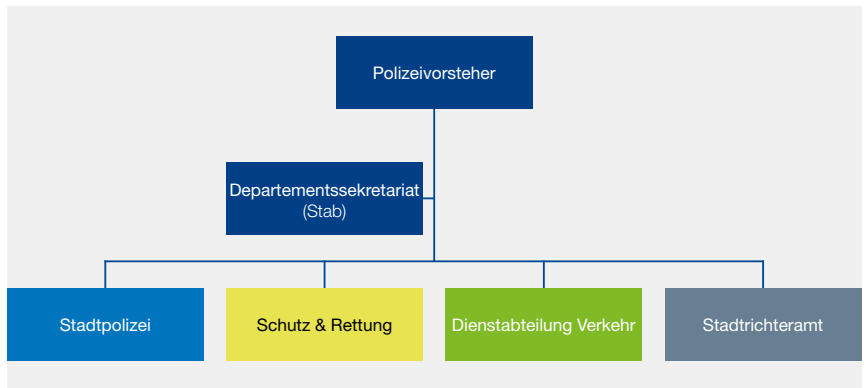 Polizeivorsteher
Departementssekretariat
(Stab)
Stadtpolizei
Schutz & Rettung
Dienstabteilung Verkehr
Stadtrichteramt